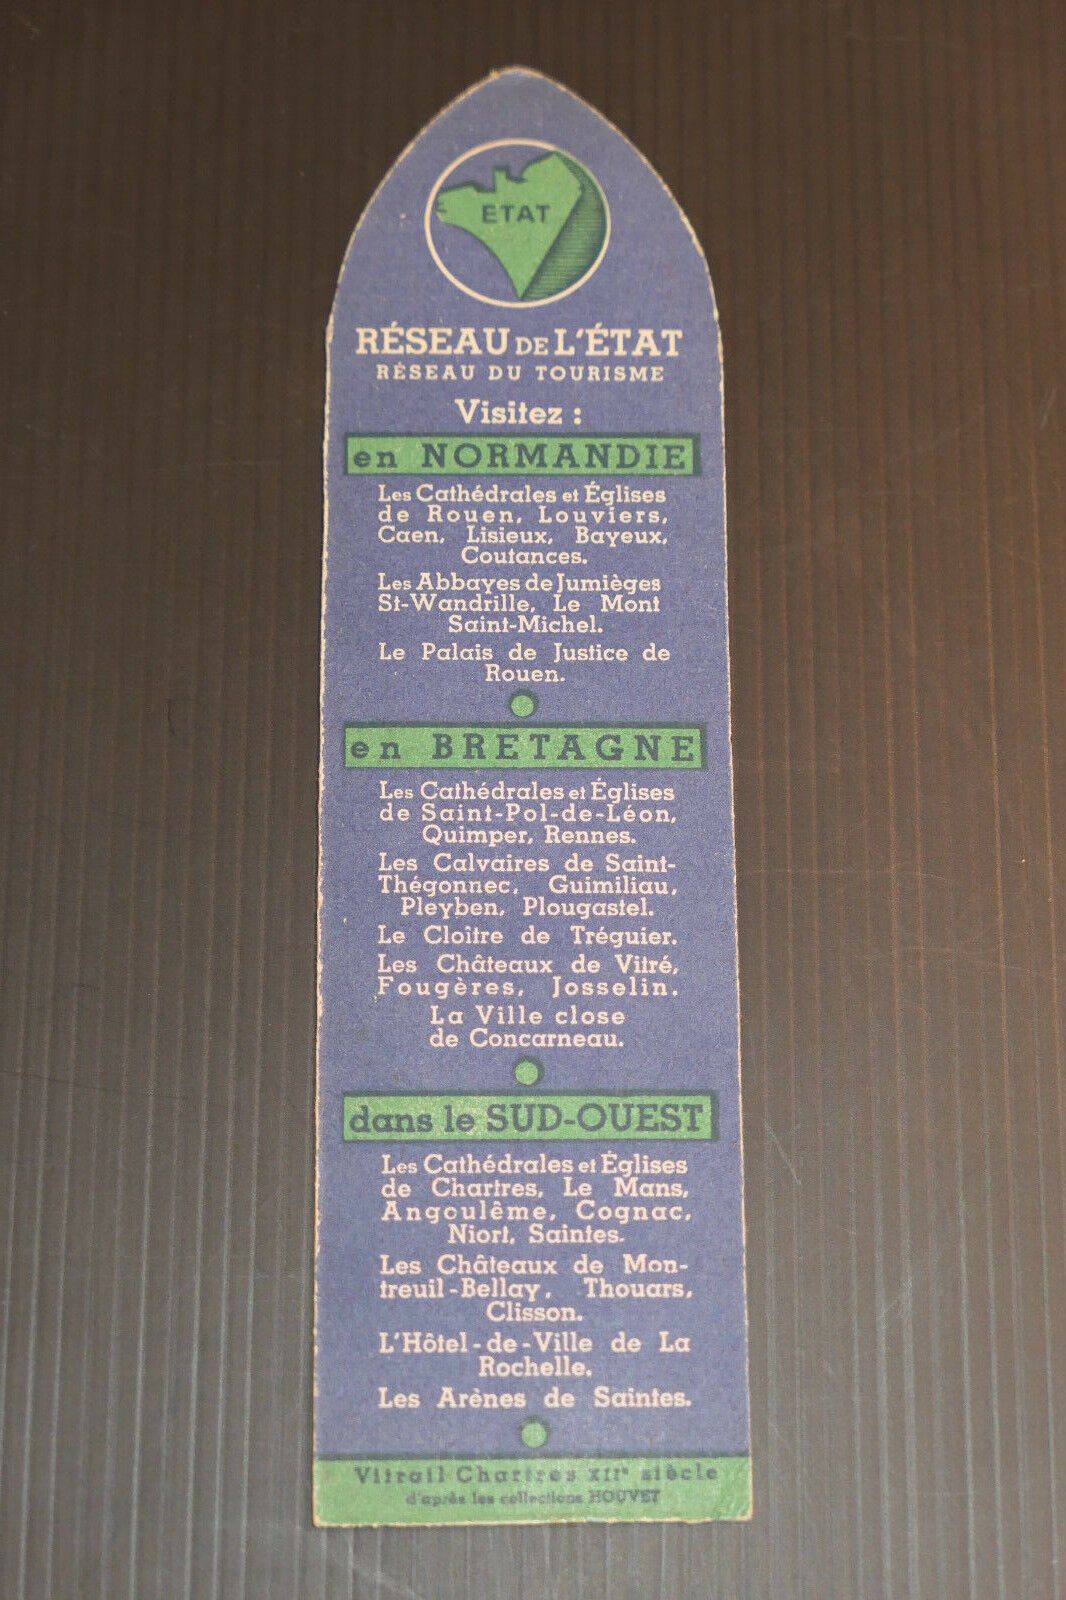 ETAT
RÉSEAU DE L'ÉTAT
RÉSEAU DU TOURISME
Visitez :
en NORMANDIE
Les Cathédrales et Églises
de Rouen, Louviers,
Caen, Lisieux, Bayeux,
Coutances.
Les Abbayes de Jumièges
St-Wandrille, Le Mont
Saint-Michel.
Le Palais de Justice de
Rouen.
en BRETAGNE
Les Cathédrales et Églises
de Saint-Pol-de-Léon,
Quimper, Rennes.
Les Calvaires de Saint-
Thégonnec, Guimiliau,
Pleyben, Plougastel.
Le Cloître de Tréguier.
Les Châteaux de Vitré,
Fougères, Josselin.
La Ville close
de Concarneau.
dans le SUD-OUEST
Les Cathédrales et Églises
de Chartres, Le Mans,
Angoulême, Cognac,
Niort, Saintes.
Les Châteaux de Mon-
treuil-Bellay, Thouars,
Clisson.
L'Hôtel-de-Ville de La
Rochelle.
Les Arènes de Saintes.
Vitrail Chartres XIIe siècle
d'après les collections HOUVET